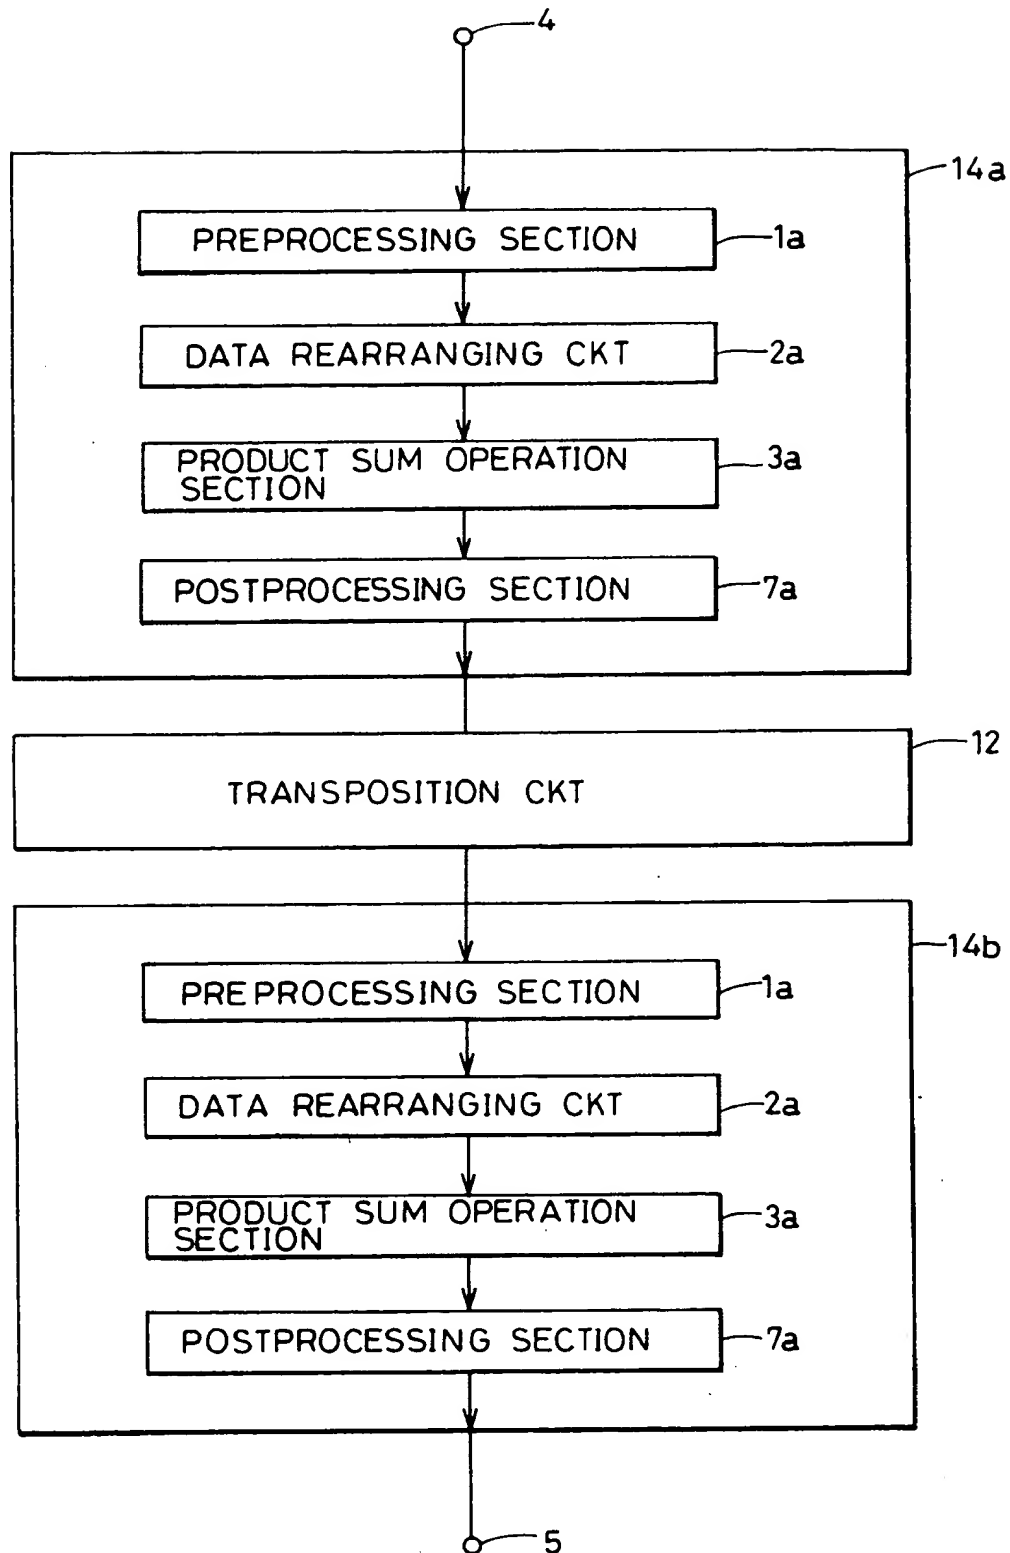 4
14a
PREPROCESSING SECTION
1a
DATA REARRANGING CKT
2a
PRODUCT SUM OPERATION
SECTION
3a
POSTPROCESSING SECTION
7a
12
TRANSPOSITION CKT
14b
PREPROCESSING SECTION
1a
DATA REARRANGING CKT
2a
PRODUCT SUM OPERATION
SECTION
3a
POSTPROCESSING SECTION
7a
5